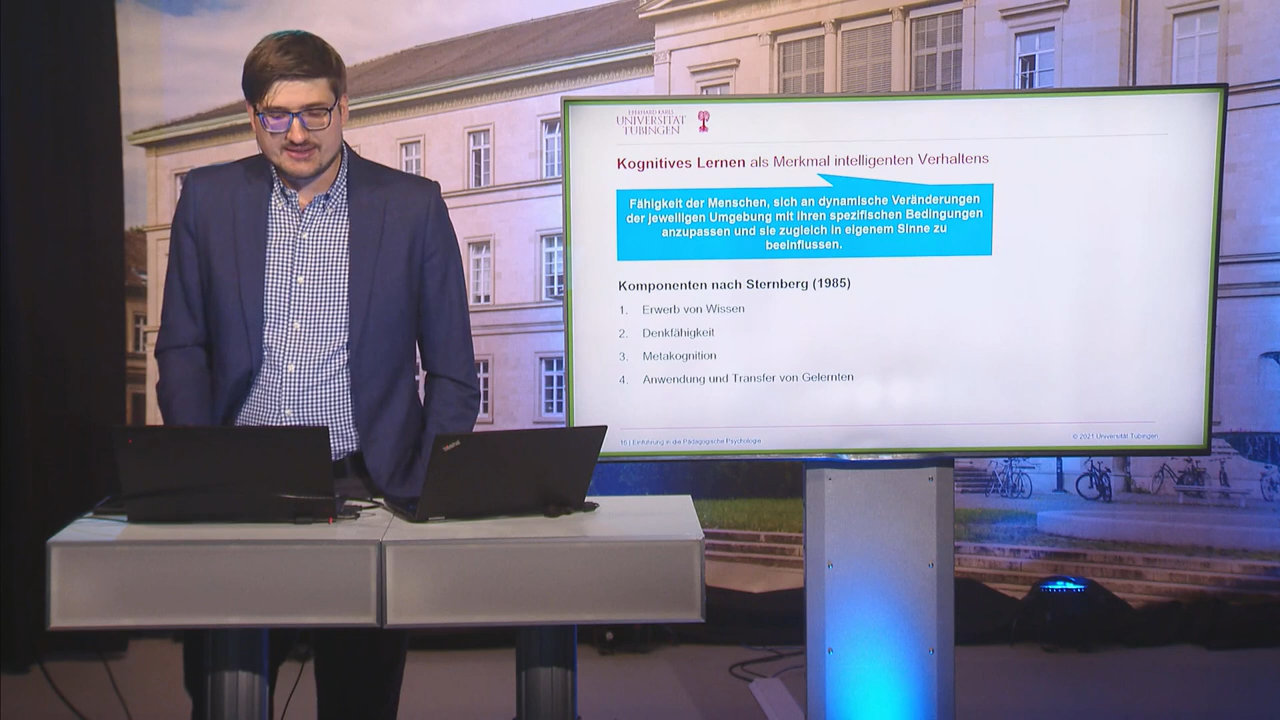 EBERHARD KARLS
UNIVERSITÄT
TÜBINGEN
Kognitives Lernen als Merkmal intelligenten Verhaltens
Fähigkeit der Menschen, sich an dynamische Veränderungen
der jeweiligen Umgebung mit ihren spezifischen Bedingungen
anzupassen und sie zugleich in eigenem Sinne zu
beeinflussen.
Komponenten nach Sternberg (1985)
1. Erwerb von Wissen
2. Denkfähigkeit
3. Metakognition
4. Anwendung und Transfer von Gelernten
16 | Einführung in die Pädagogische Psychologie
© 2021 Universität Tübingen
ThinkPad